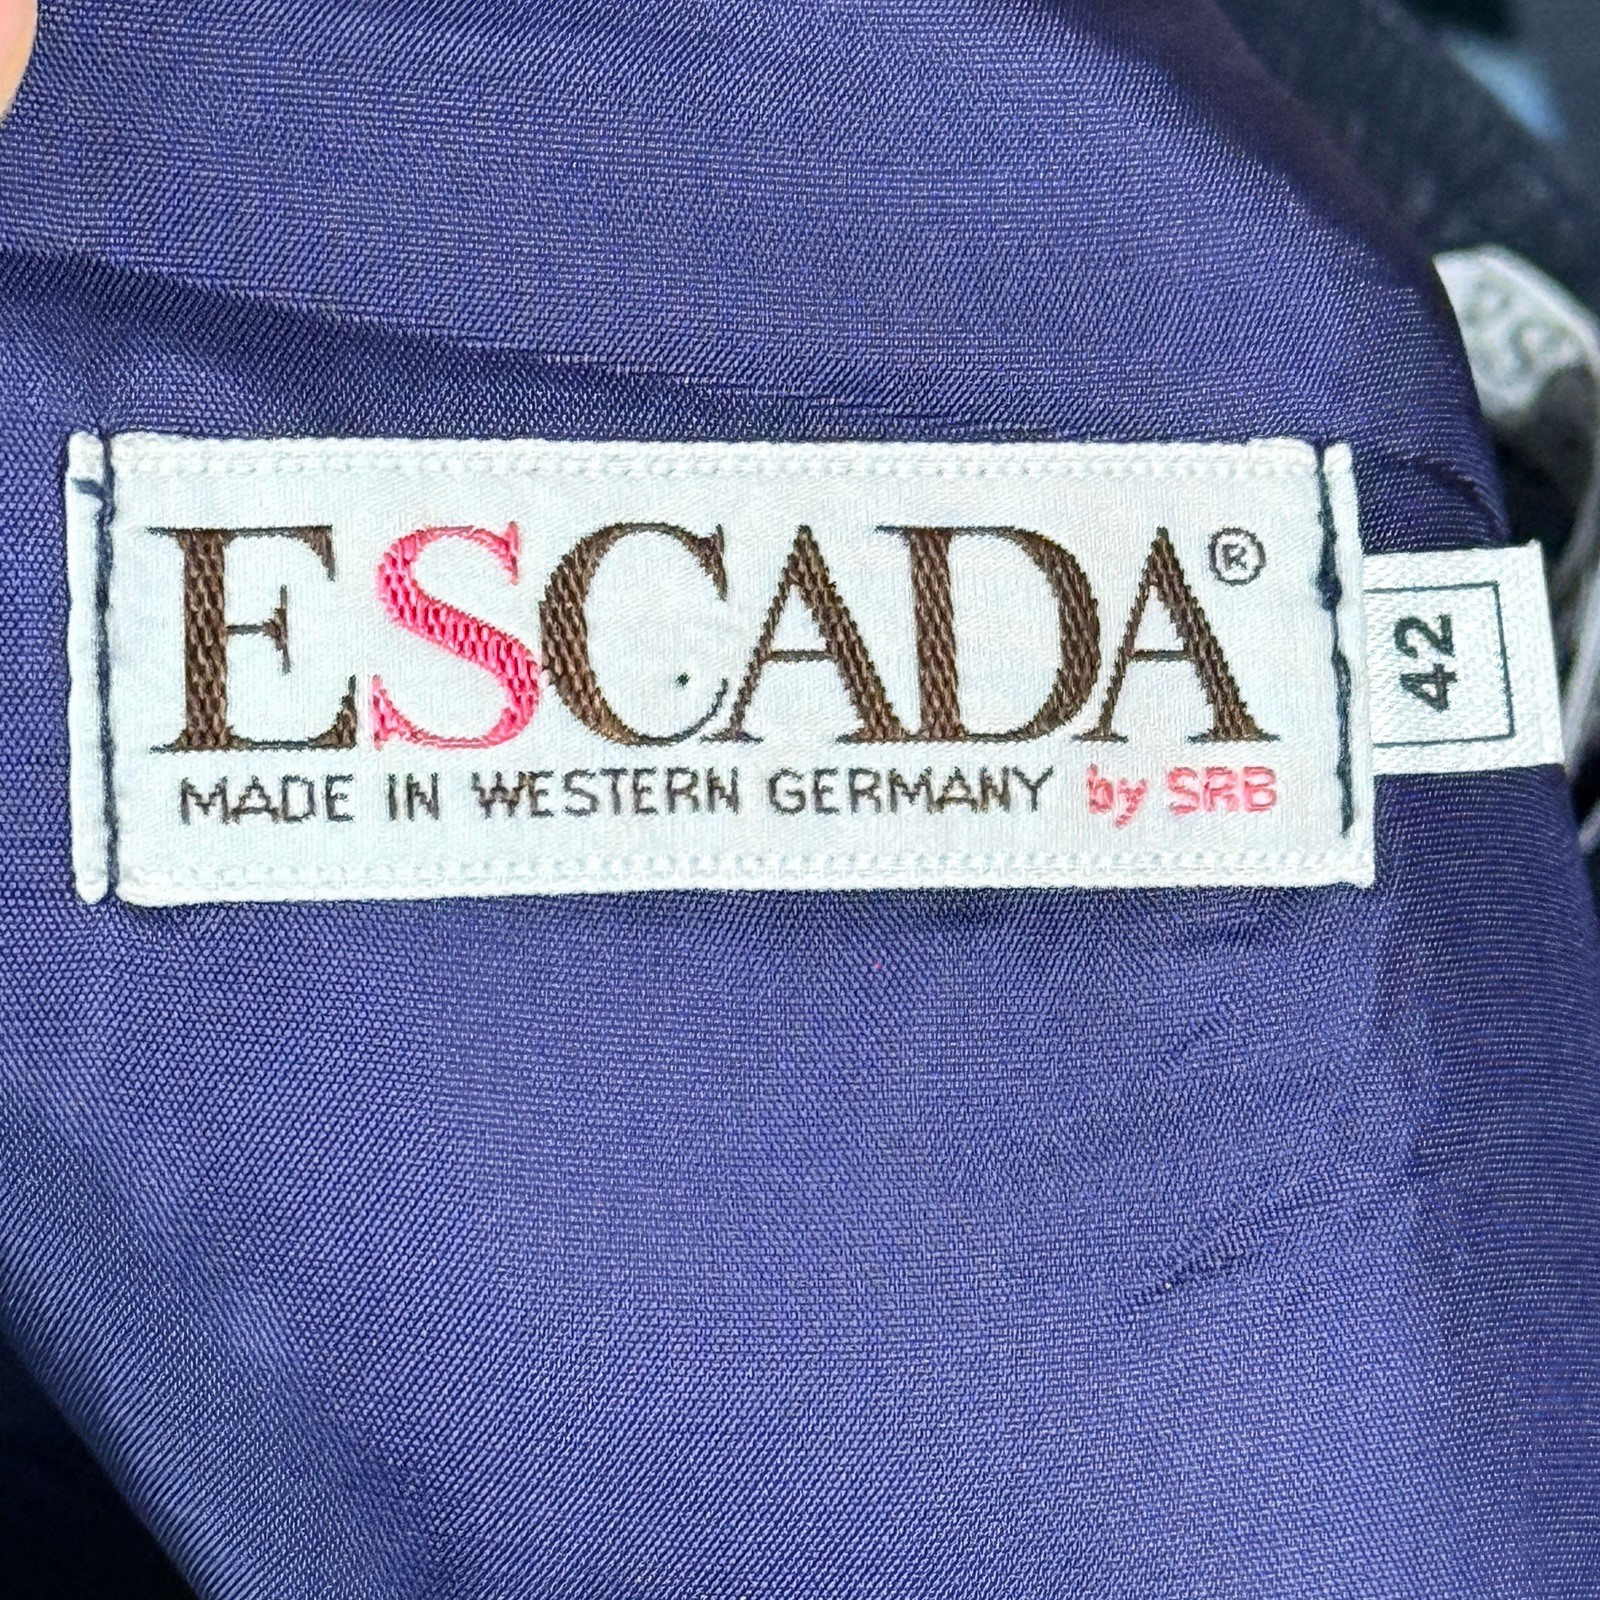 ESCADA®
MADE IN WESTERN GERMANY by SRB
42